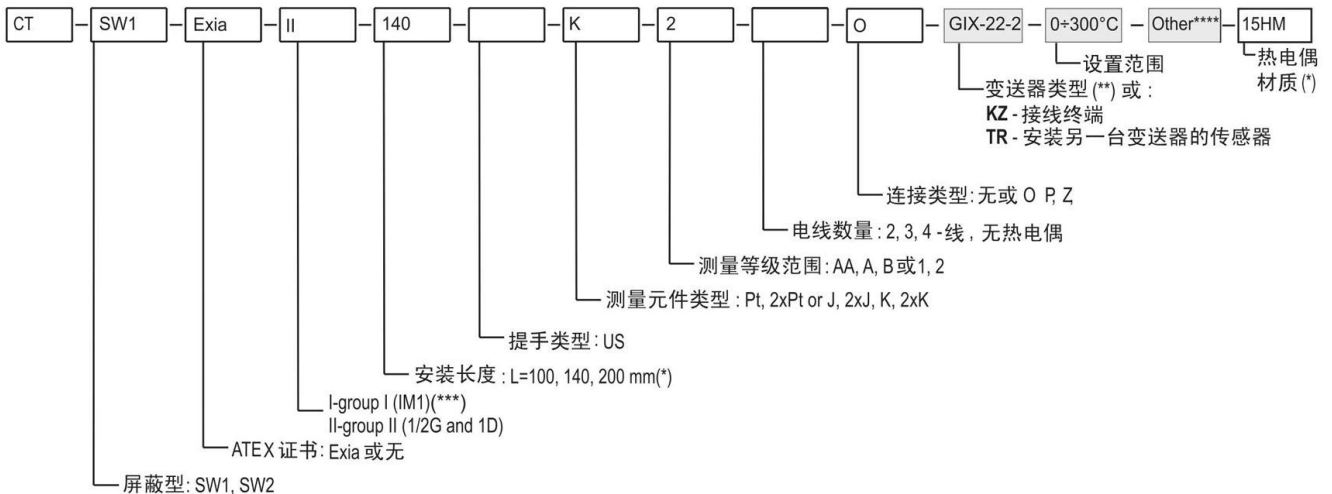 CT – SW1 – Exia – II – 140 – – K – 2 – – O – GIX-22-2 – 0÷300°C – Other**** – 15HM
热电偶
材质(*)
设置范围
变送器类型(**)或:
KZ - 接线终端
TR - 安装另一台变送器的传感器
连接类型:无或 O P, Z
电线数量:2, 3, 4 -线, 无热电偶
测量等级范围: AA, A, B或1, 2
测量元件类型: Pt, 2xPt or J, 2xJ, K, 2xK
提手类型: US
安装长度: L=100, 140, 200 mm(*)
I-group I (IM1)(***)
II-group II (1/2G and 1D)
ATEX 证书: Exia 或无
屏蔽型: SW1, SW2